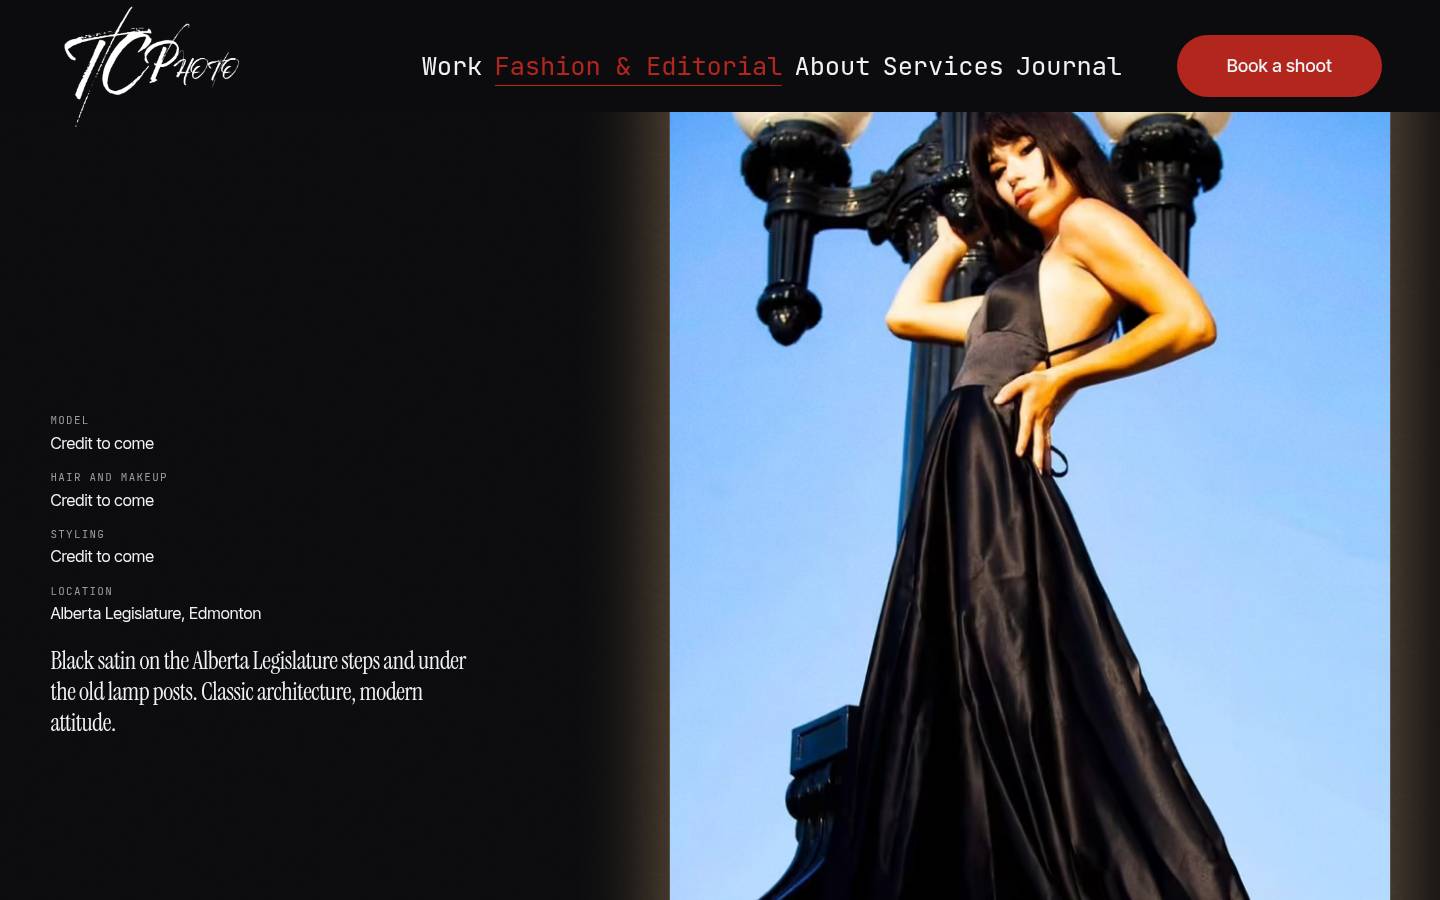 TCPHOTO
Work Fashion & Editorial About Services Journal
Book a shoot
MODEL
Credit to come
HAIR AND MAKEUP
Credit to come
STYLING
Credit to come
LOCATION
Alberta Legislature, Edmonton
Black satin on the Alberta Legislature steps and under
the old lamp posts. Classic architecture, modern
attitude.